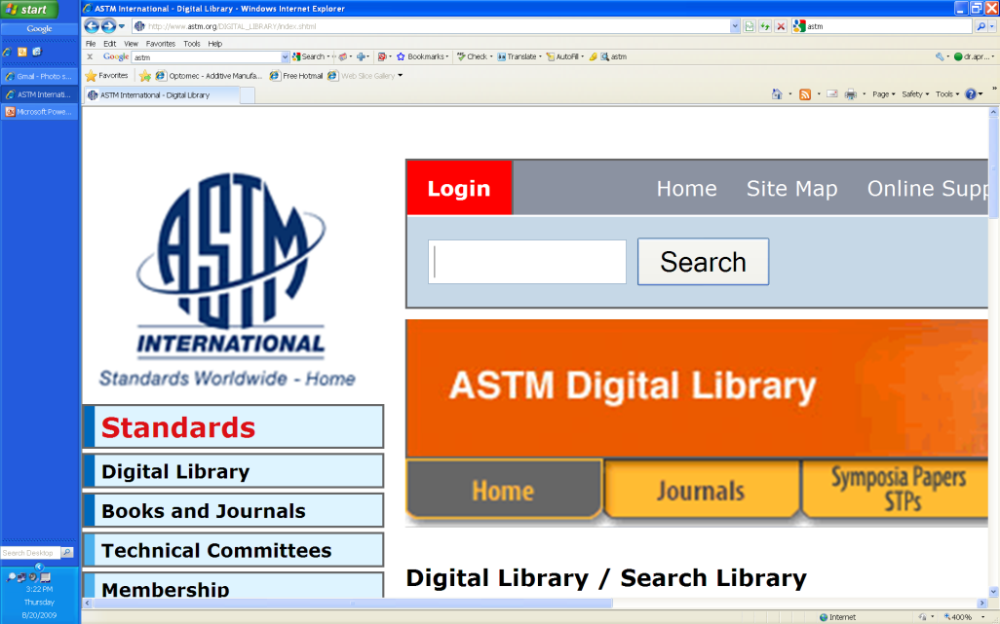 start
ASTM International - Digital Library - Windows Internet Explorer
Google
http://www.astm.org/DIGITAL_LIBRARY/index.shtml
astm
File Edit View Favorites Tools Help
x Google astm Search Bookmarks Check Translate AutoFill astm dr.apr...
Favorites Optomec - Additive Manufa... Free Hotmail Web Slice Gallery
Gmail - Photo s...
ASTM Internati...
Microsoft Powe...
ASTM International - Digital Library
Page Safety Tools
ASTM
INTERNATIONAL
Standards Worldwide - Home
Standards
Digital Library
Books and Journals
Technical Committees
Membership
Login Home Site Map Online Supp
Search
ASTM Digital Library
Home Journals Symposia Papers
STPs
Digital Library / Search Library
Search Desktop
3:22 PM
Thursday
8/20/2009
Internet 400%